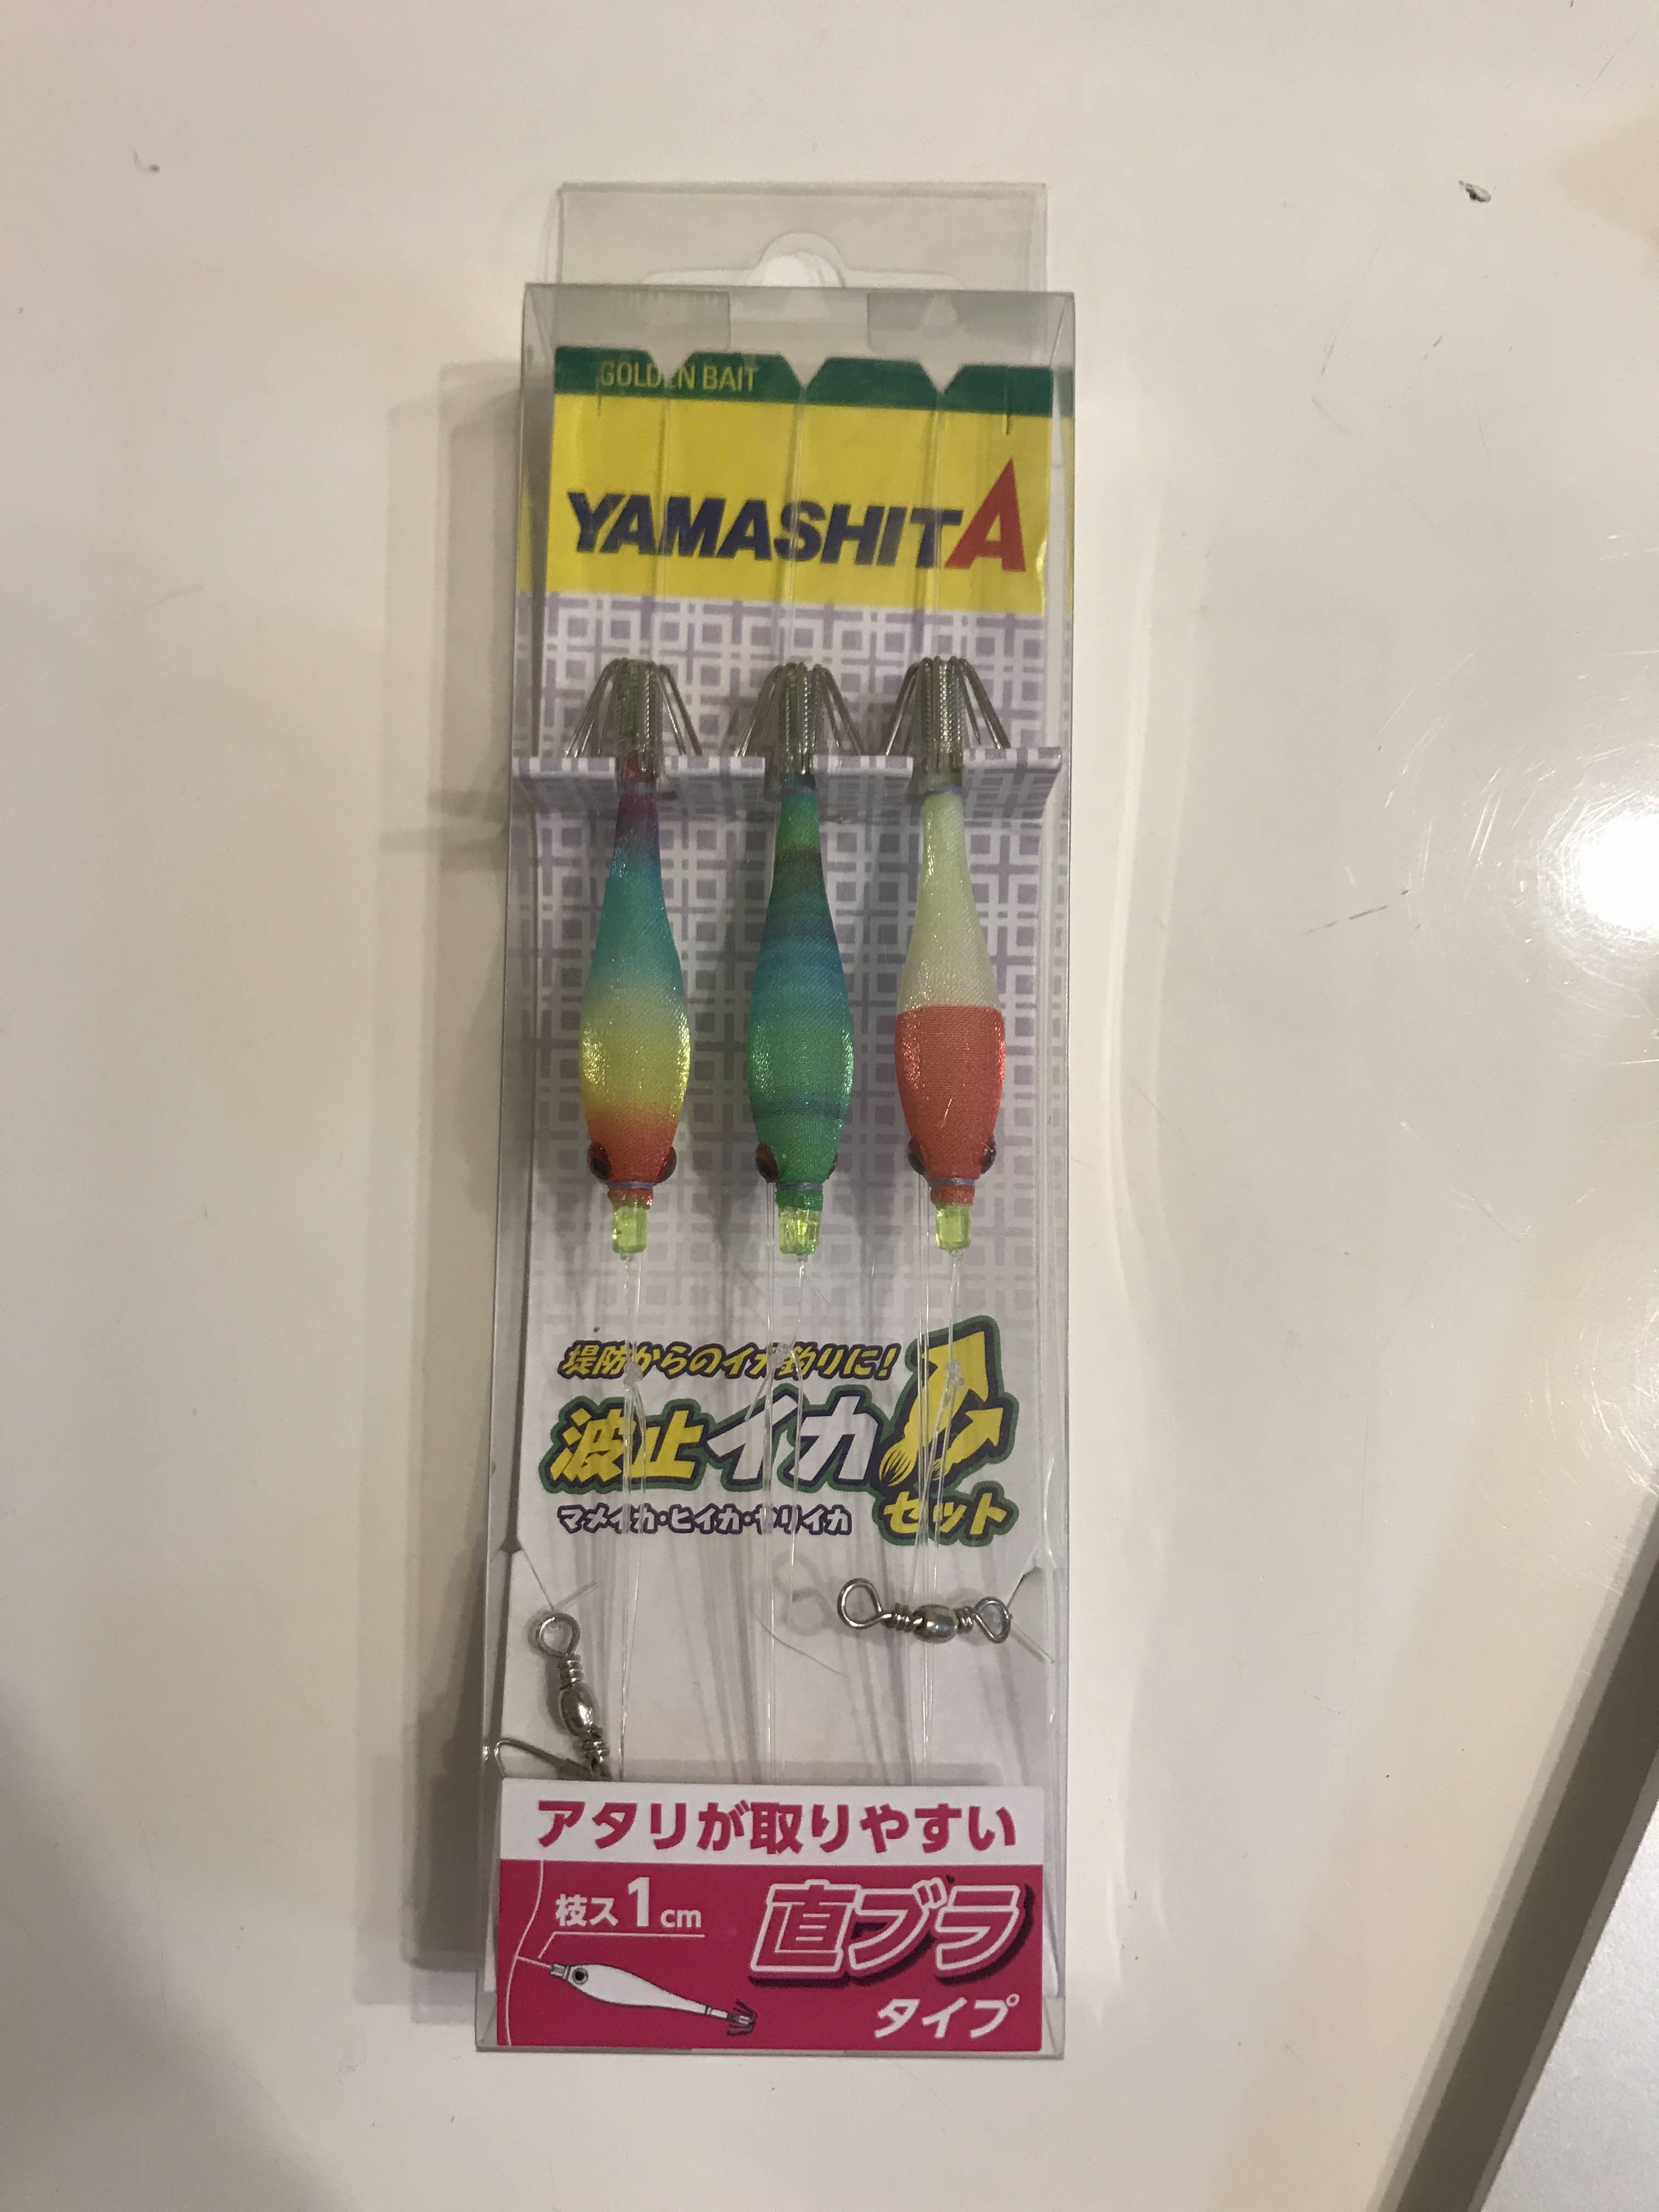 GOLDEN BAIT
YAMASHITA
堤防からのイカ釣りに!
波止イカ
マメイカ・ヒイカ・ヤリイカ
セット
アタリが取りやすい
枝ス1cm
直ブラ
タイプ